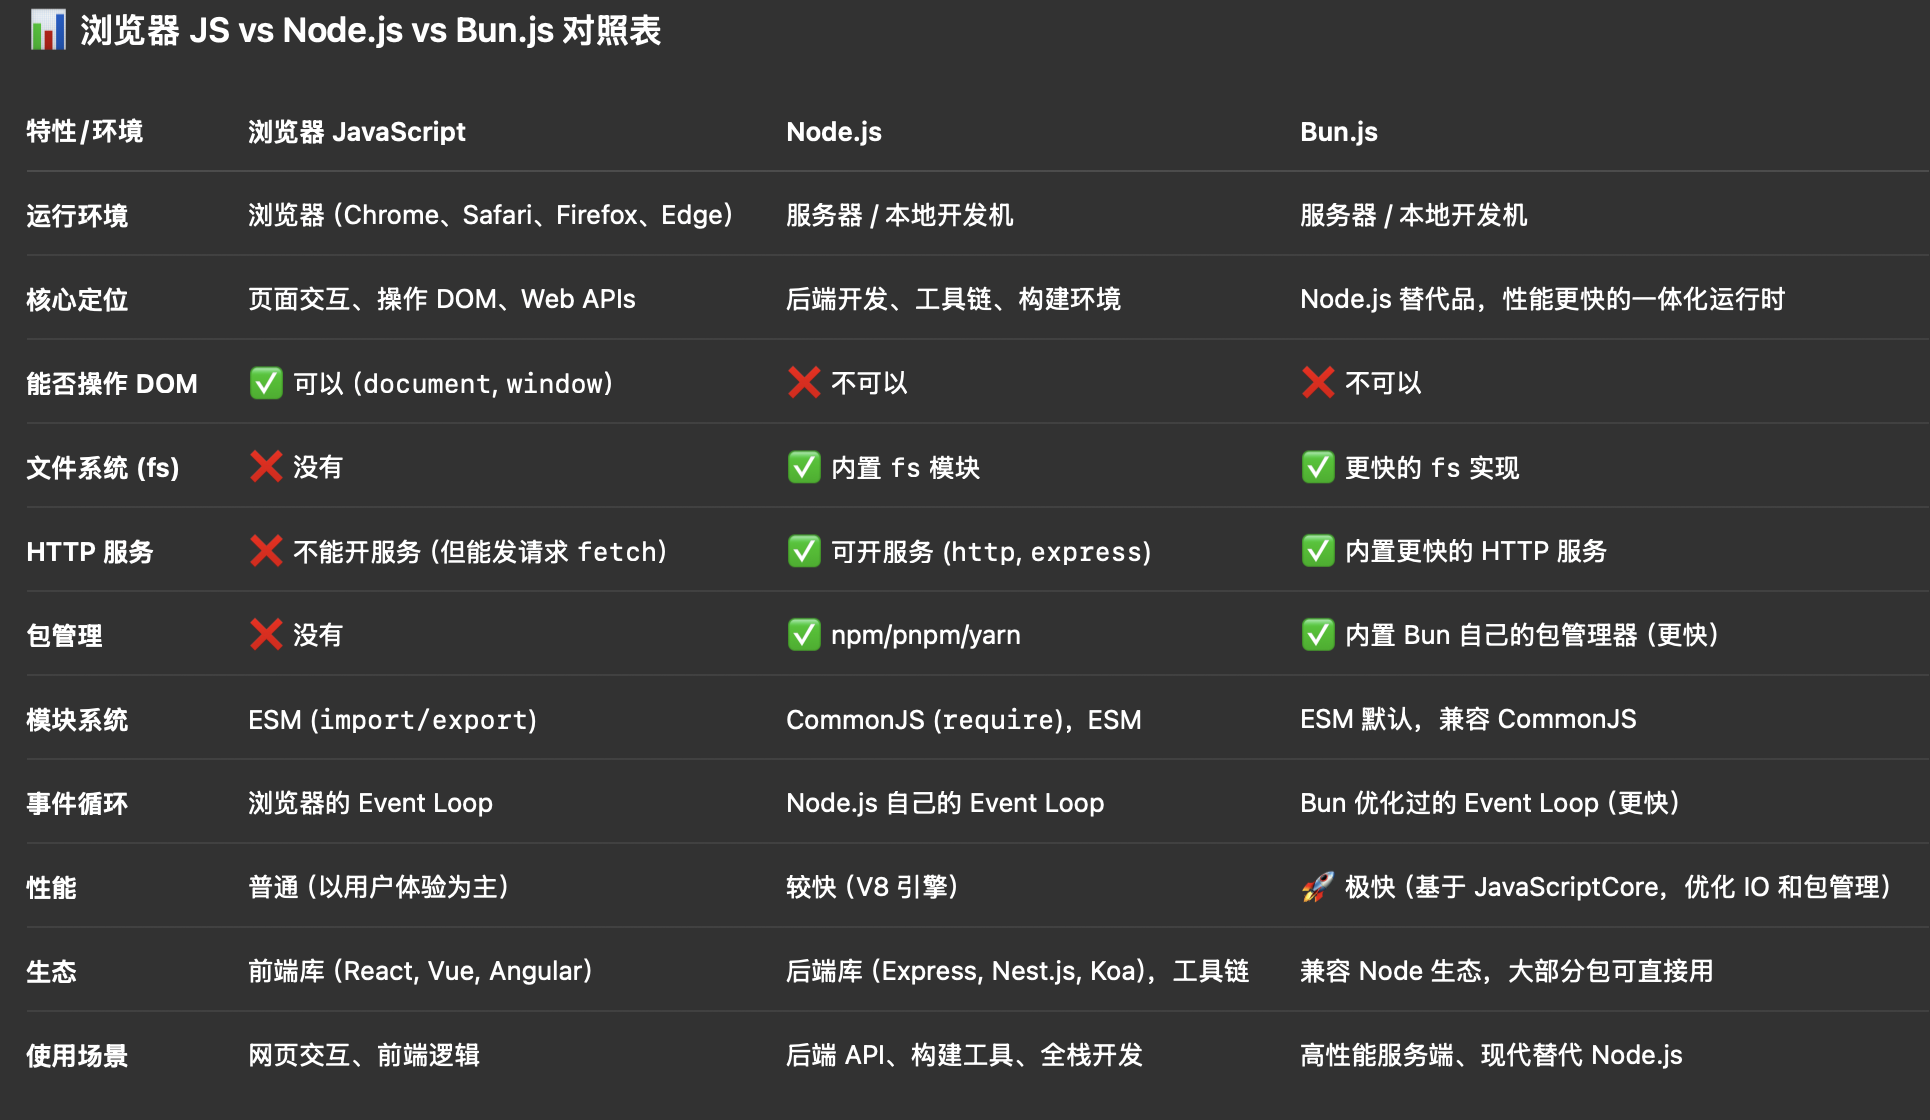 📊 浏览器 JS vs Node.js vs Bun.js 对照表
特性/环境 浏览器 JavaScript Node.js Bun.js
运行环境 浏览器（Chrome、Safari、Firefox、Edge） 服务器 / 本地开发机 服务器 / 本地开发机
核心定位 页面交互、操作 DOM、Web APIs 后端开发、工具链、构建环境 Node.js 替代品，性能更快的一体化运行时
能否操作 DOM ✅ 可以（document, window） ❌ 不可以 ❌ 不可以
文件系统 (fs) ❌ 没有 ✅ 内置 fs 模块 ✅ 更快的 fs 实现
HTTP 服务 ❌ 不能开服务（但能发请求 fetch） ✅ 可开服务 (http, express) ✅ 内置更快的 HTTP 服务
包管理 ❌ 没有 ✅ npm/pnpm/yarn ✅ 内置 Bun 自己的包管理器（更快）
模块系统 ESM (import/export) CommonJS (require)，ESM ESM 默认，兼容 CommonJS
事件循环 浏览器的 Event Loop Node.js 自己的 Event Loop Bun 优化过的 Event Loop（更快）
性能 普通（以用户体验为主） 较快（V8 引擎） 🚀 极快（基于 JavaScriptCore，优化 IO 和包管理）
生态 前端库（React, Vue, Angular） 后端库（Express, Nest.js, Koa），工具链 兼容 Node 生态，大部分包可直接用
使用场景 网页交互、前端逻辑 后端 API、构建工具、全栈开发 高性能服务端、现代替代 Node.js